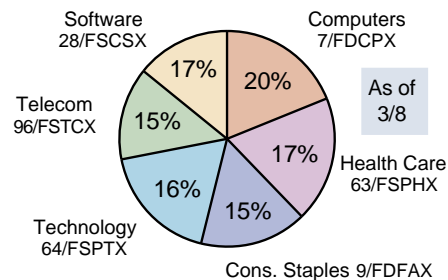 Software
28/FSCSX
17%
Computers
7/FDCPX
20%
As of
3/8
Telecom
96/FSTCX
15%
Health Care
63/FSPHX
17%
Technology
64/FSPTX
16%
15%
Cons. Staples 9/FDFAX